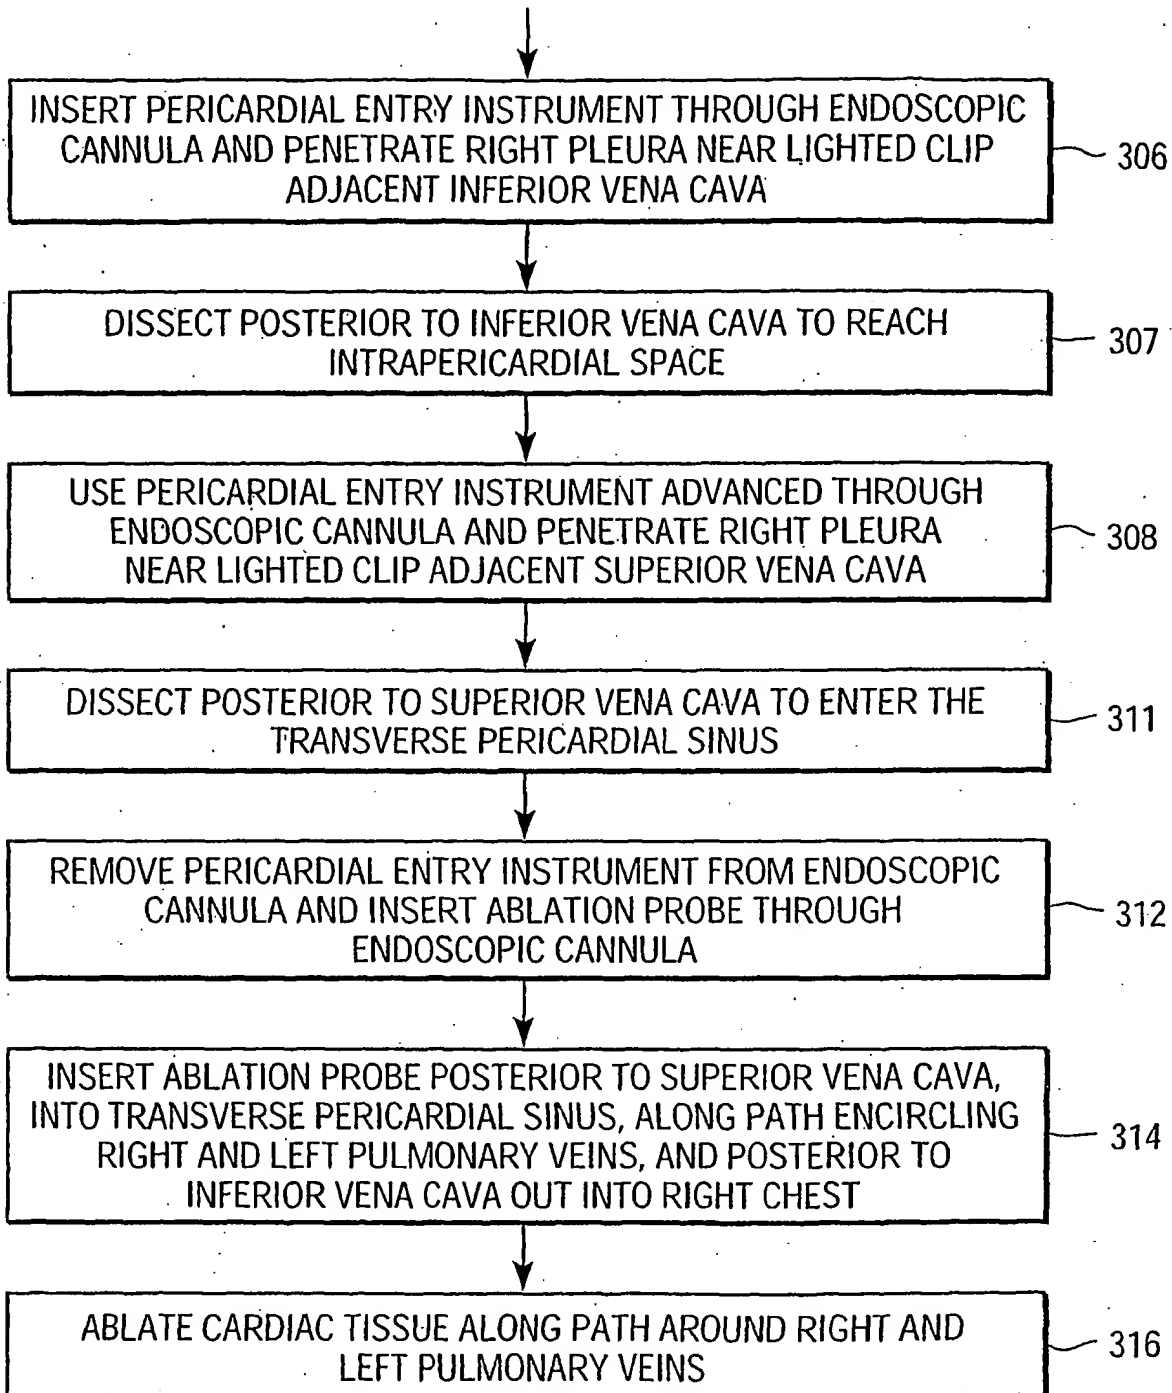 INSERT PERICARDIAL ENTRY INSTRUMENT THROUGH ENDOSCOPIC
CANNULA AND PENETRATE RIGHT PLEURA NEAR LIGHTED CLIP
ADJACENT INFERIOR VENA CAVA
306
DISSECT POSTERIOR TO INFERIOR VENA CAVA TO REACH
INTRAPERICARDIAL SPACE
307
USE PERICARDIAL ENTRY INSTRUMENT ADVANCED THROUGH
ENDOSCOPIC CANNULA AND PENETRATE RIGHT PLEURA
NEAR LIGHTED CLIP ADJACENT SUPERIOR VENA CAVA
308
DISSECT POSTERIOR TO SUPERIOR VENA CAVA TO ENTER THE
TRANSVERSE PERICARDIAL SINUS
311
REMOVE PERICARDIAL ENTRY INSTRUMENT FROM ENDOSCOPIC
CANNULA AND INSERT ABLATION PROBE THROUGH
ENDOSCOPIC CANNULA
312
INSERT ABLATION PROBE POSTERIOR TO SUPERIOR VENA CAVA,
INTO TRANSVERSE PERICARDIAL SINUS, ALONG PATH ENCIRCLING
RIGHT AND LEFT PULMONARY VEINS, AND POSTERIOR TO
INFERIOR VENA CAVA OUT INTO RIGHT CHEST
314
ABLATE CARDIAC TISSUE ALONG PATH AROUND RIGHT AND
LEFT PULMONARY VEINS
316